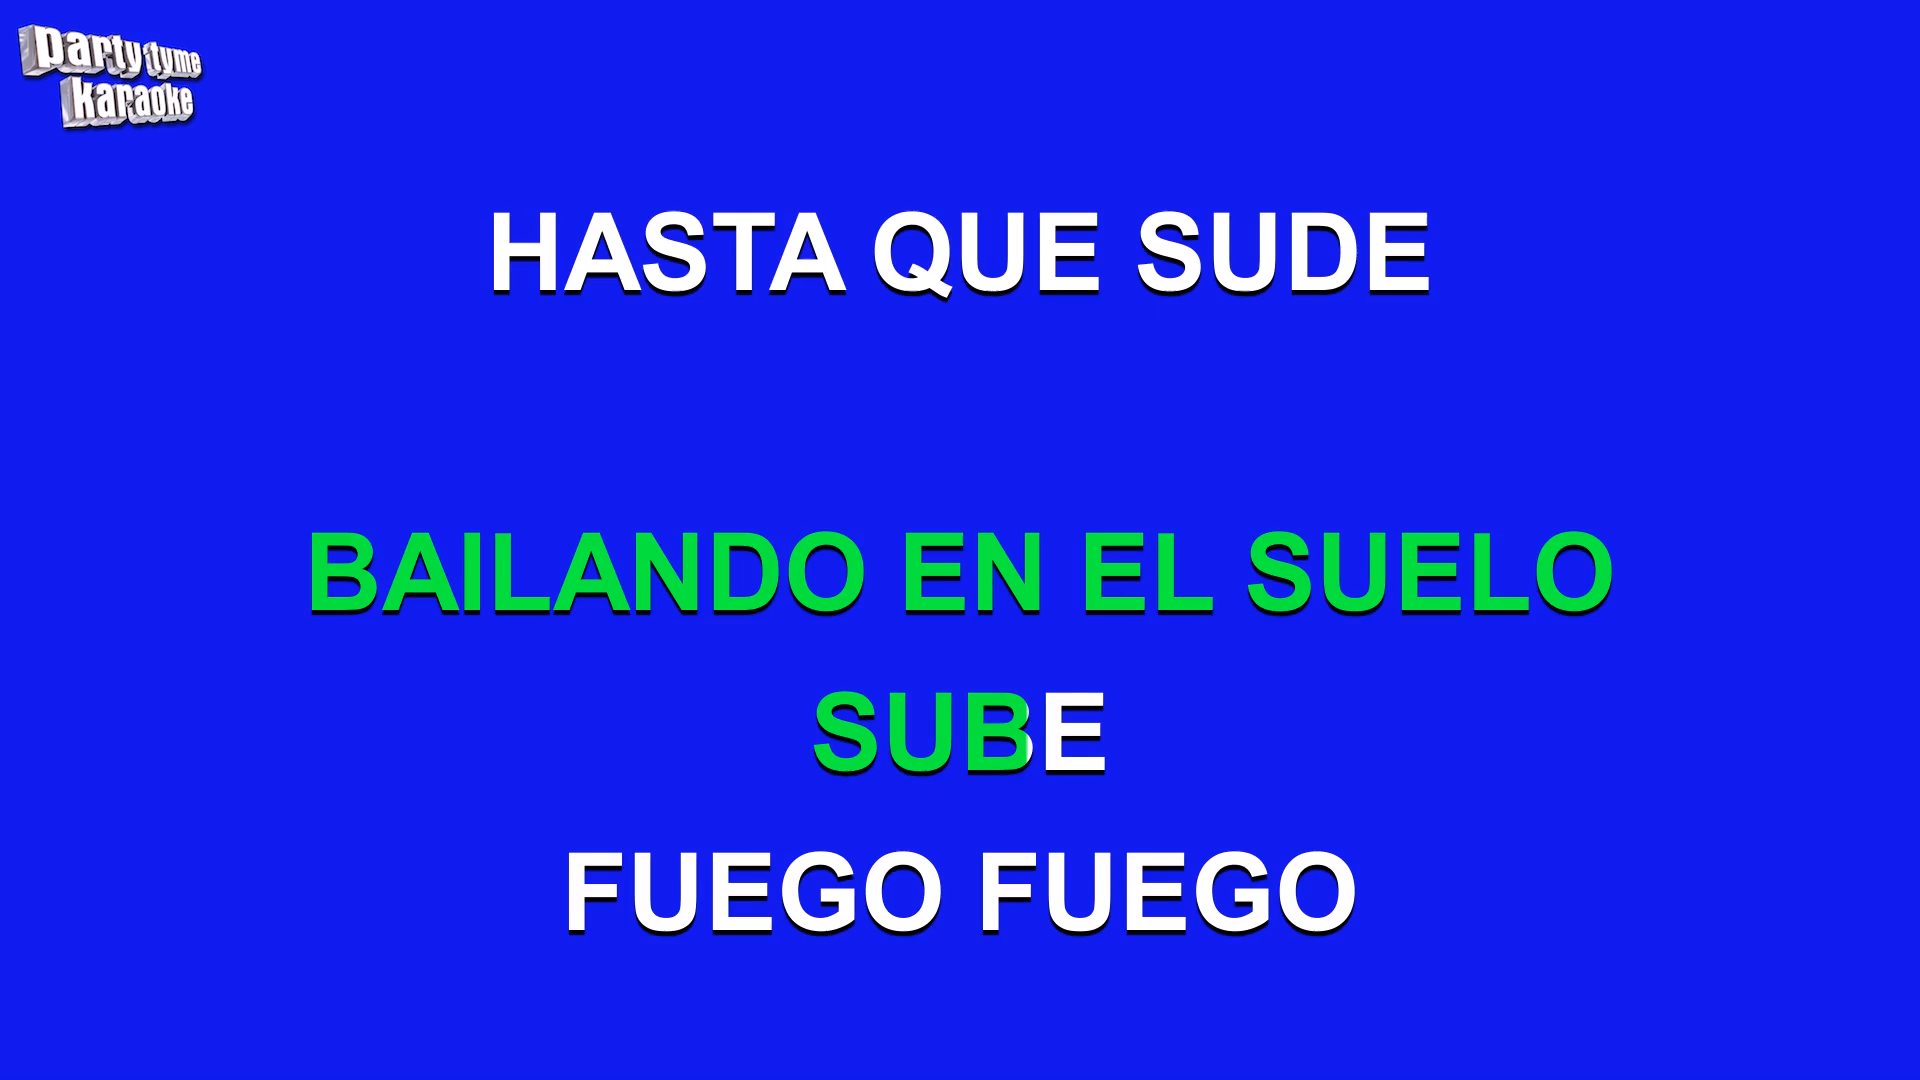 party tyme
karaoke
HASTA QUE SUDE
BAILANDO EN EL SUELO
SUBE
FUEGO FUEGO